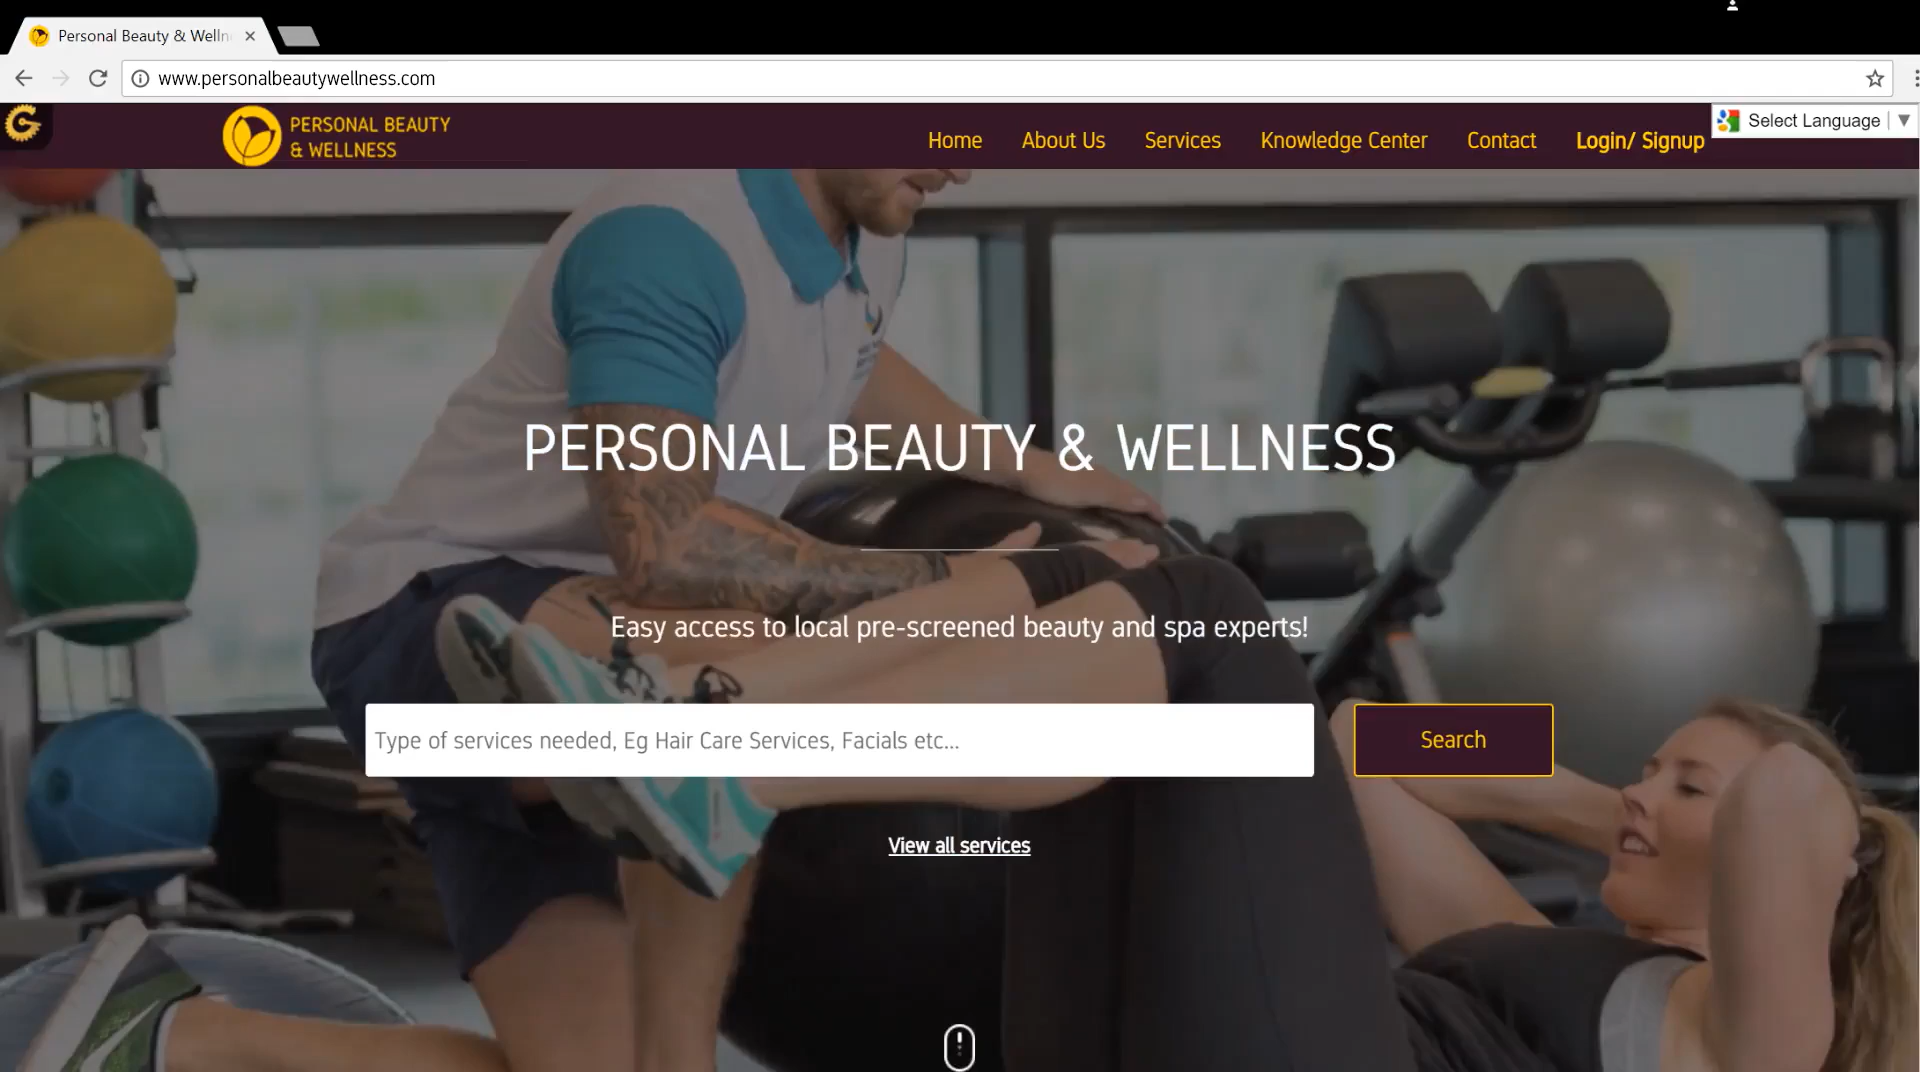 Personal Beauty & Welln
www.personalbeautywellness.com
PERSONAL BEAUTY
& WELLNESS
Home
About Us
Services
Knowledge Center
Contact
Login/ Signup
Select Language
PERSONAL BEAUTY & WELLNESS
Easy access to local pre-screened beauty and spa experts!
Type of services needed, Eg Hair Care Services, Facials etc...
Search
View all services